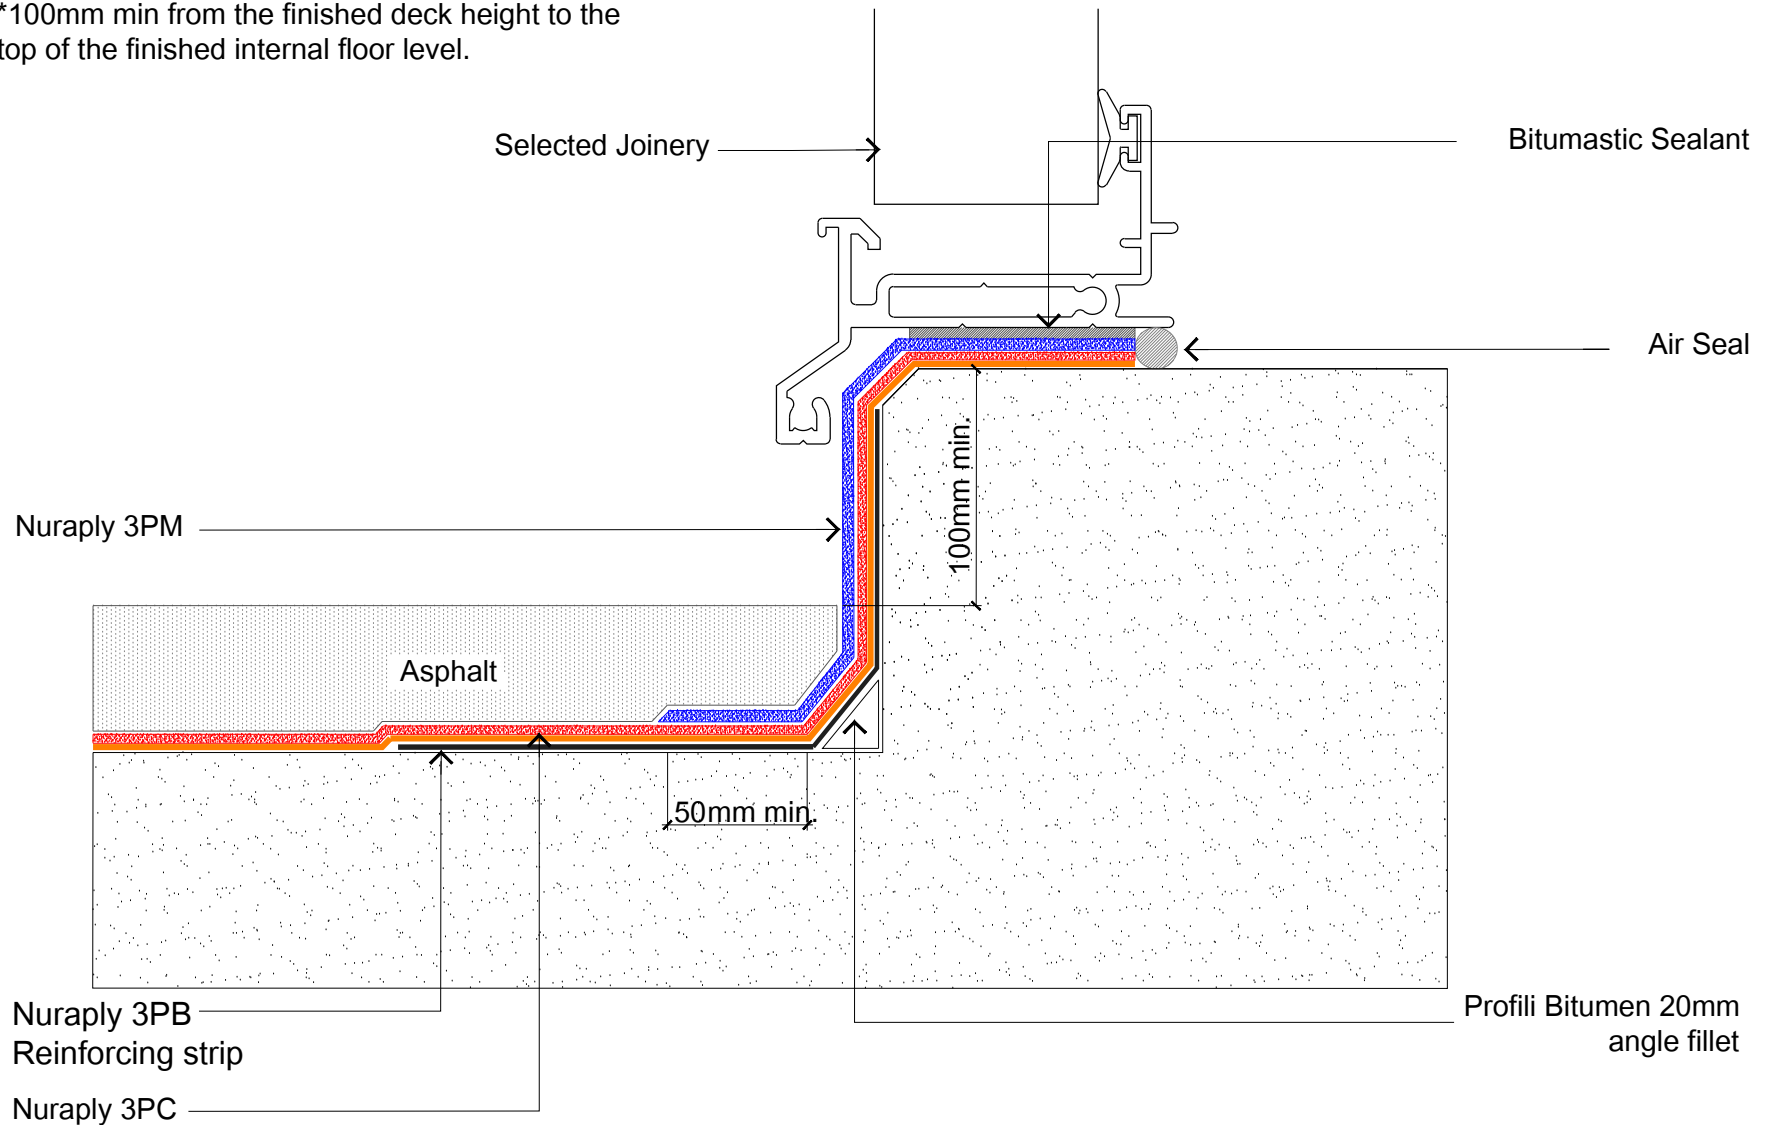 *100mm min from the finished deck height to the
top of the finished internal floor level.
Selected Joinery
Bitumastic Sealant
Air Seal
100mm min.
Nuraply 3PM
Asphalt
50mm min.
Nuraply 3PB
Reinforcing strip
Profili Bitumen 20mm
angle fillet
Nuraply 3PC